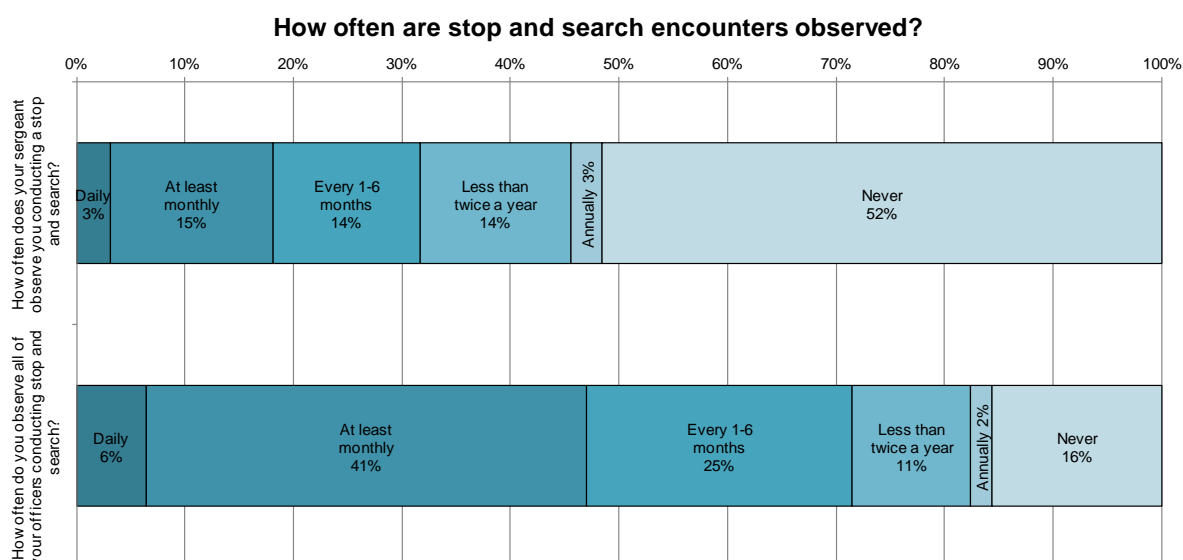 How often are stop and search encounters observed?
0% 10% 20% 30% 40% 50% 60% 70% 80% 90% 100%
How often does your sergeant
observe you conducting a stop
and search?
Daily
3%
At least
monthly
15%
Every 1-6
months
14%
Less than
twice a year
14%
Annually 3%
Never
52%
How often do you observe all of
your officers conducting stop and
search?
Daily
6%
At least
monthly
41%
Every 1-6
months
25%
Less than
twice a year
11%
Annually 2%
Never
16%